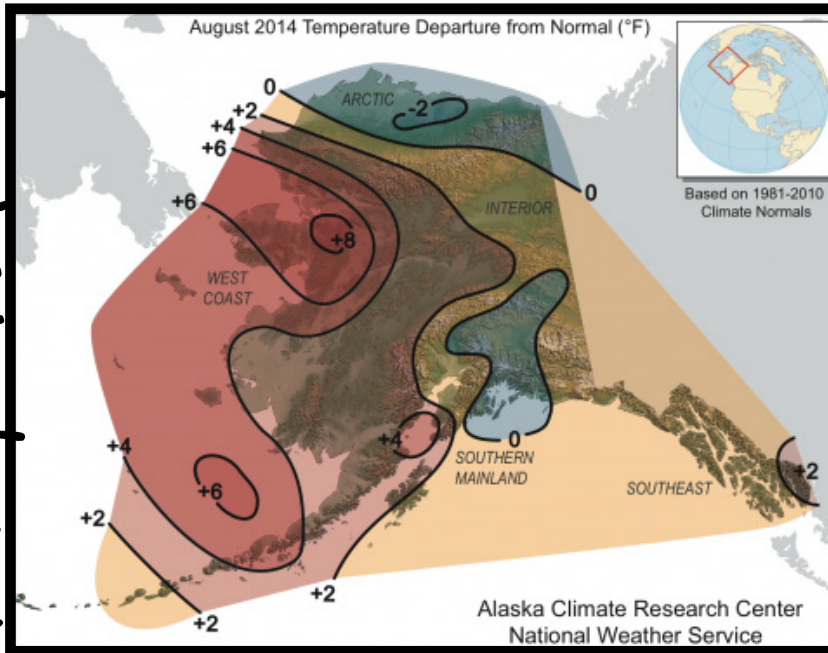 August 2014 Temperature Departure from Normal (°F)
0
ARCTIC
-2
+2
+4
+6
+6
0
Based on 1981-2010
Climate Normals
INTERIOR
+8
WEST
COAST
+4
+4
0
SOUTHERN
MAINLAND
+2
SOUTHEAST
+6
+2
+2
+2
Alaska Climate Research Center
National Weather Service